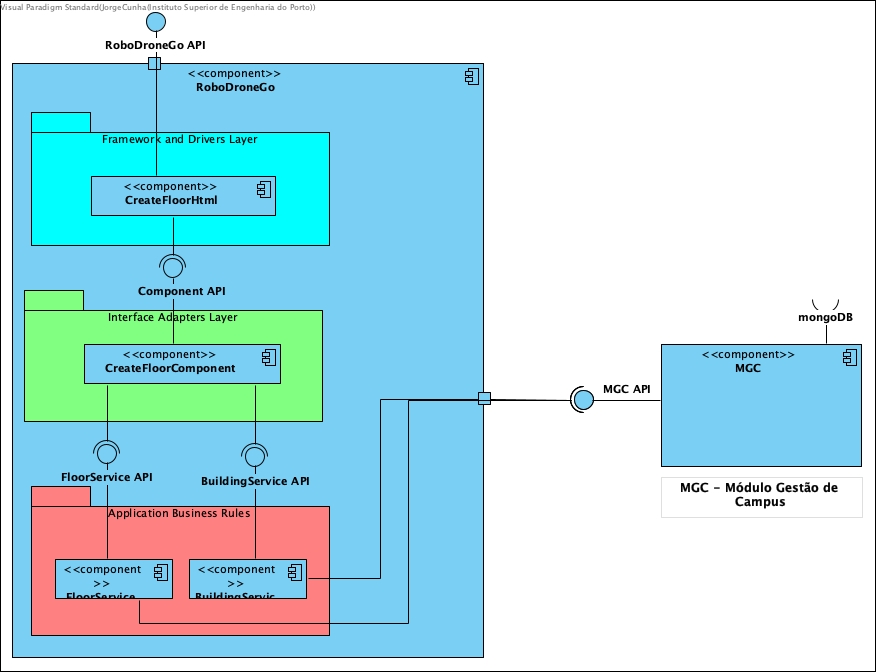 Visual Paradigm Standard(JorgeCunha(Instituto Superior de Engenharia do Porto))
RoboDroneGo API
<<component>>
RoboDroneGo
Framework and Drivers Layer
<<component>>
CreateFloorHtml
Component API
Interface Adapters Layer
<<component>>
CreateFloorComponent
FloorService API
BuildingService API
Application Business Rules
<<component
>>
FloorService
<<component
>>
BuildingServic
MGC API
mongoDB
<<component>>
MGC
MGC - Módulo Gestão de
Campus